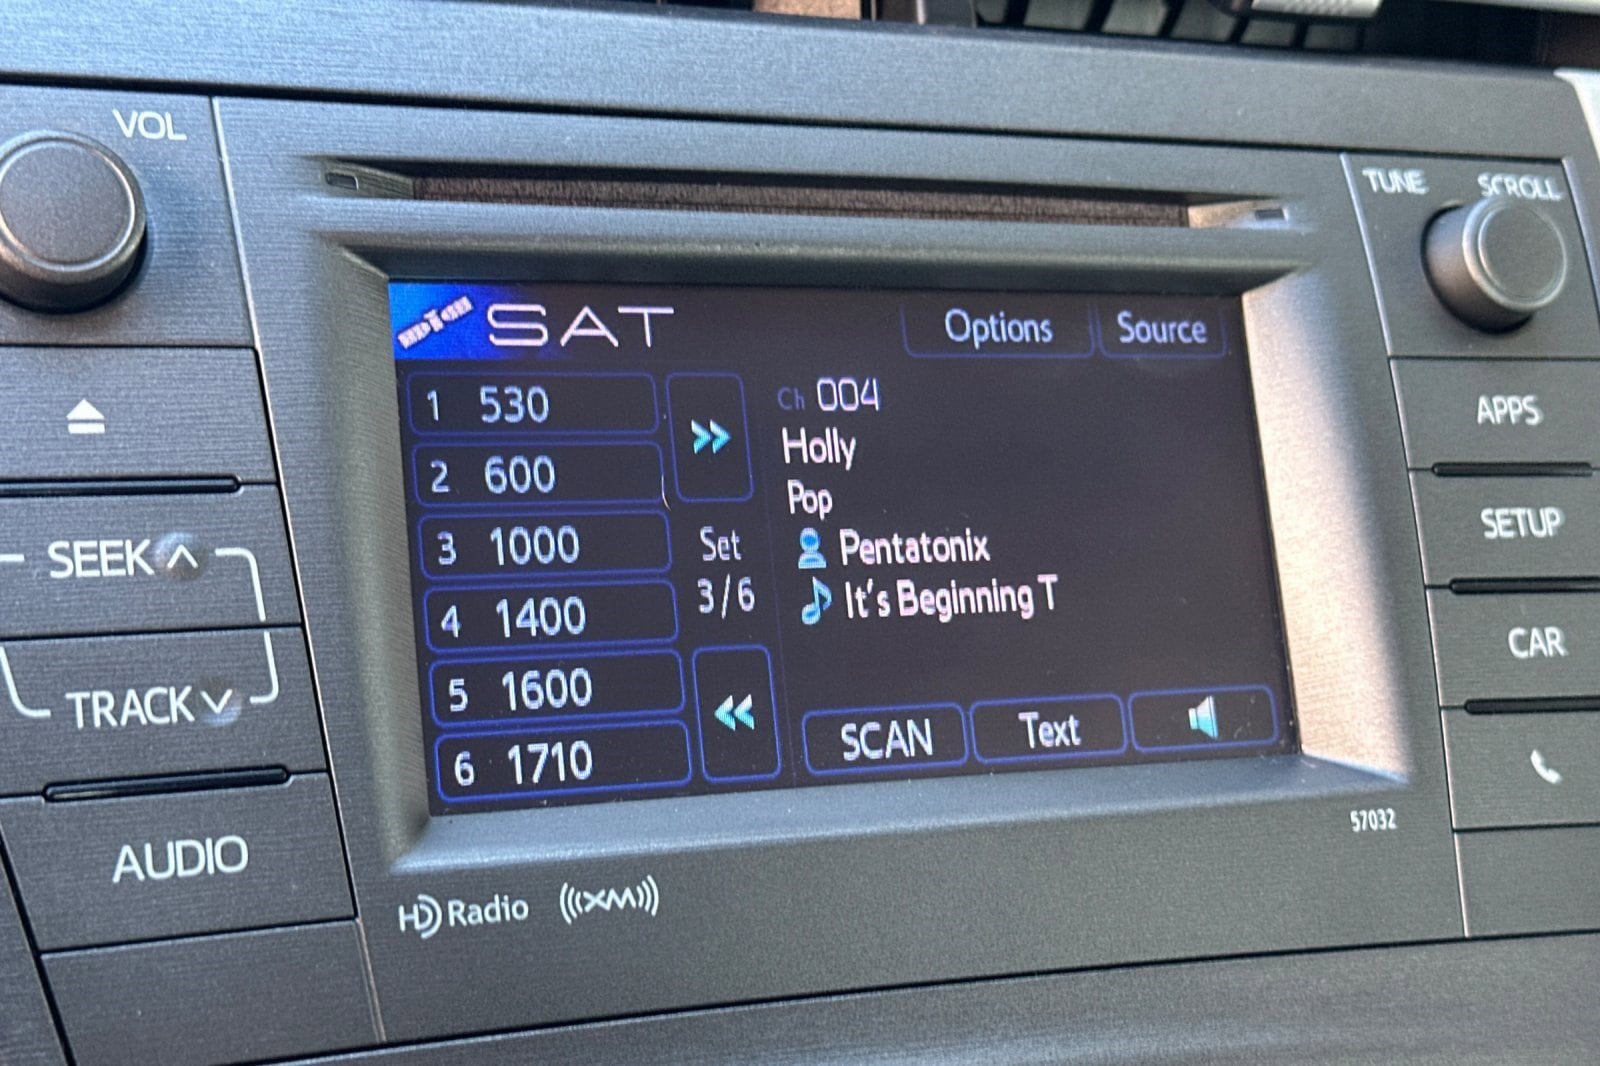 VOL
TUNE SCROLL
SAT
Options Source
1 530
2 600
3 1000
4 1400
5 1600
6 1710
Set
3/6
Ch 004
Holly
Pop
Pentatonix
It's Beginning T
SCAN Text
SEEK
TRACK
AUDIO
APPS
SETUP
CAR
57032
HD Radio
XM